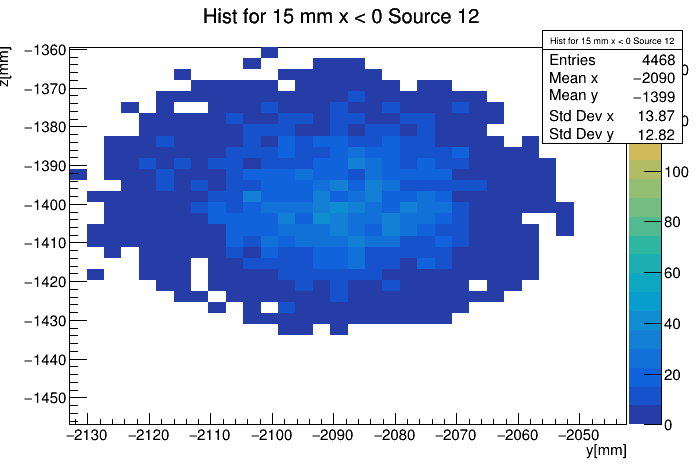 Hist for 15 mm x < 0 Source 12
z[mm]
−1360
−1370
−1380
−1390
−1400
−1410
−1420
−1430
−1440
−1450
−2130 −2120 −2110 −2100 −2090 −2080 −2070 −2060 −2050
y[mm]
Hist for 15 mm x < 0 Source 12
Entries 4468
Mean x −2090
Mean y −1399
Std Dev x 13.87
Std Dev y 12.82
0
0
100
80
60
40
20
0